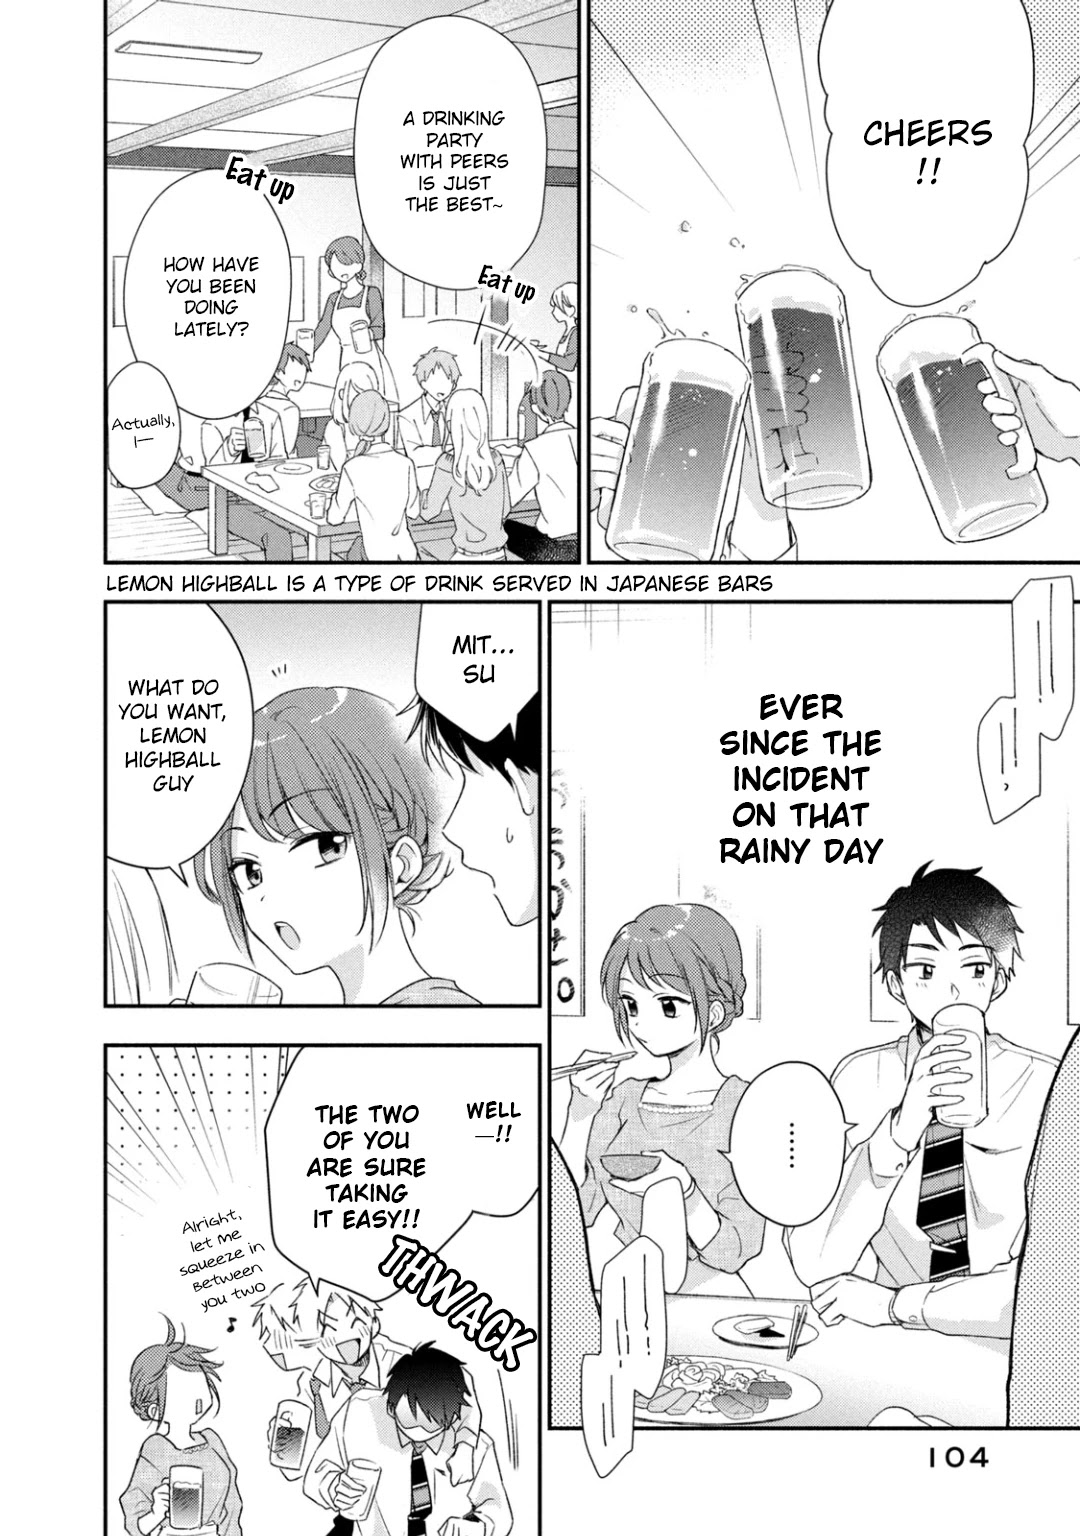 CHEERS
!!
A DRINKING
PARTY
WITH PEERS
IS JUST
THE BEST~
Eat up
Eat up
HOW HAVE
YOU BEEN
DOING
LATELY?
Actually,
I—
LEMON HIGHBALL IS A TYPE OF DRINK SERVED IN JAPANESE BARS
EVER
SINCE THE
INCIDENT
ON THAT
RAINY DAY
........
MIT...
SU
WHAT DO
YOU WANT,
LEMON
HIGHBALL
GUY
WELL
—!!
THE TWO
OF YOU
ARE SURE
TAKING
IT EASY!!
THWACK
Alright,
let me
squeeze in
between
you two
♪
104